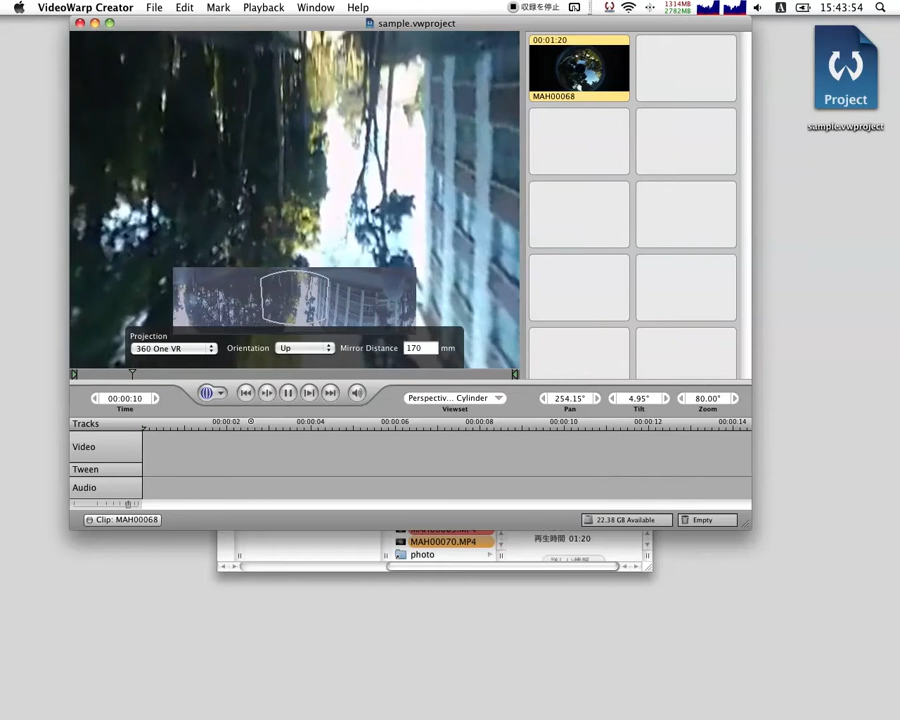 VideoWarp Creator File Edit Mark Playback Window Help 収録を停止 1314MB 2782MB A 15:43:54
sample.vwproject
00:01:20
MAH00068
Project
sample.vwproject
Projection
360 One VR Orientation Up Mirror Distance 170 mm
00:00:10 Perspectiv... Cylinder 254.15° 4.95° 80.00°
Time Viewset Pan Tilt Zoom
Tracks 00:00:02 00:00:04 00:00:06 00:00:08 00:00:10 00:00:12 00:00:14
Video
Tween
Audio
Clip: MAH00068 22.38 GB Available Empty
MAH00070.MP4 再生時間 01:20
photo